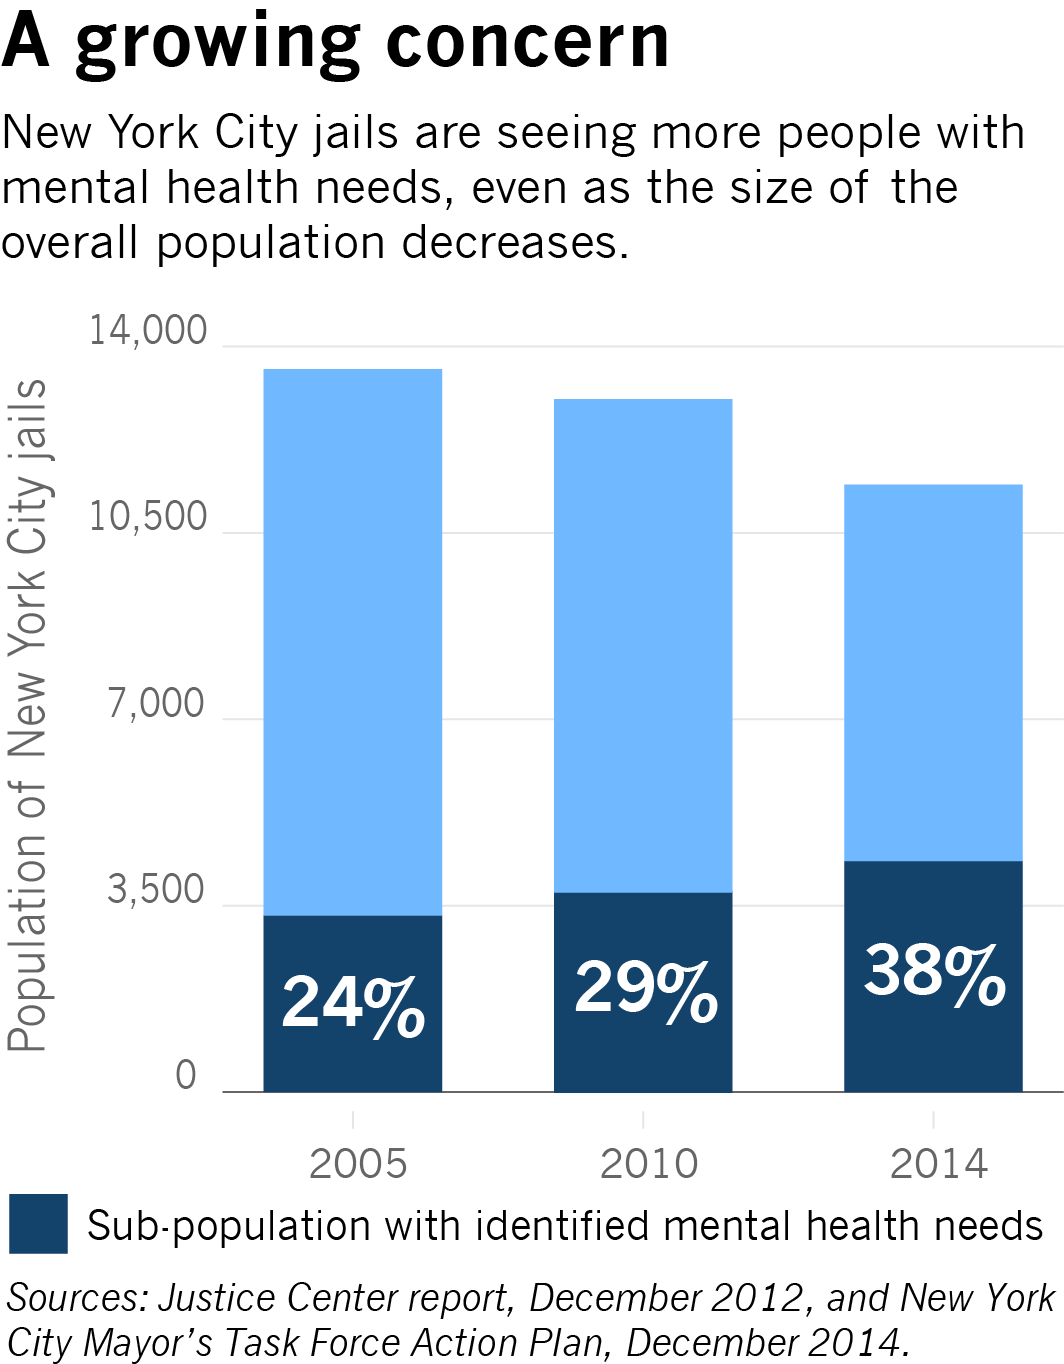 A growing concern
New York City jails are seeing more people with
mental health needs, even as the size of the
overall population decreases.
Population of New York City jails
14,000
10,500
7,000
3,500
0
24%
29%
38%
2005
2010
2014
Sub-population with identified mental health needs
Sources: Justice Center report, December 2012, and New York
City Mayor’s Task Force Action Plan, December 2014.